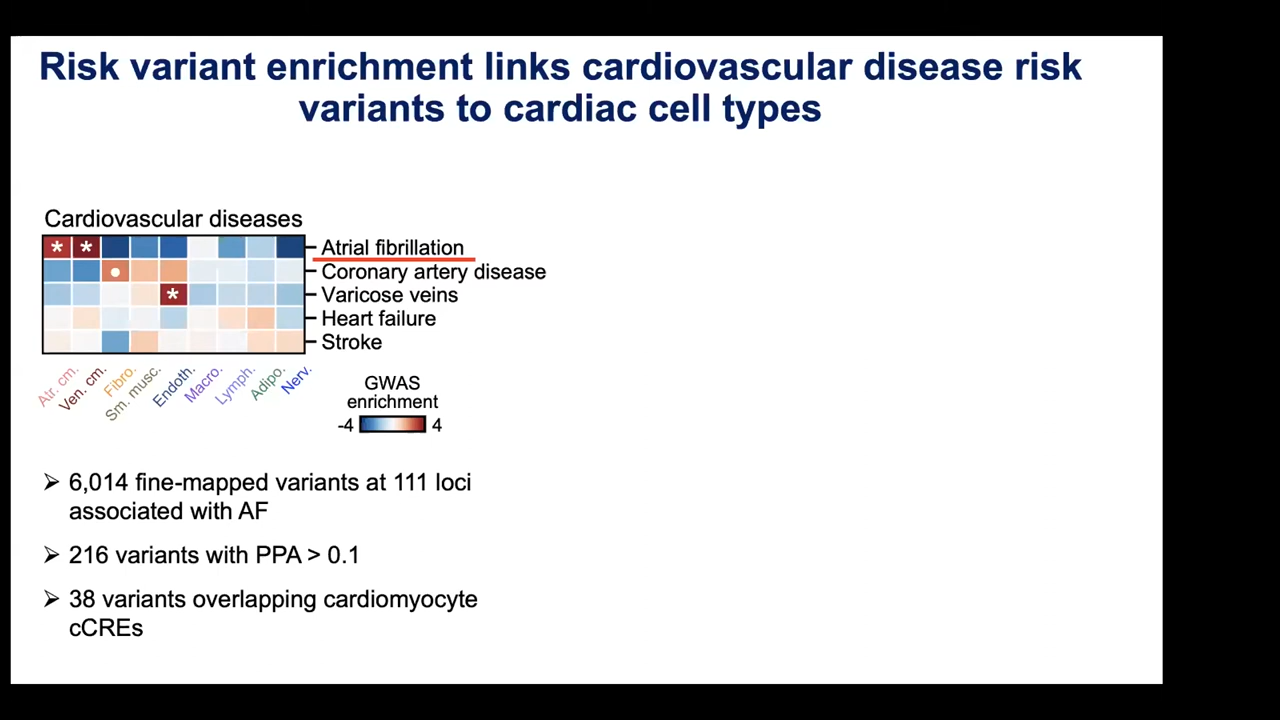 Risk variant enrichment links cardiovascular disease risk
variants to cardiac cell types
Cardiovascular diseases
* *
Atrial fibrillation
Coronary artery disease
*
Varicose veins
Heart failure
Stroke
Atr. cm.
Ven. cm.
Fibro.
Sm. musc.
Endoth.
Macro.
Lymph.
Adipo.
Nerv.
GWAS
enrichment
-4 4
➢ 6,014 fine-mapped variants at 111 loci
associated with AF
➢ 216 variants with PPA > 0.1
➢ 38 variants overlapping cardiomyocyte
cCREs